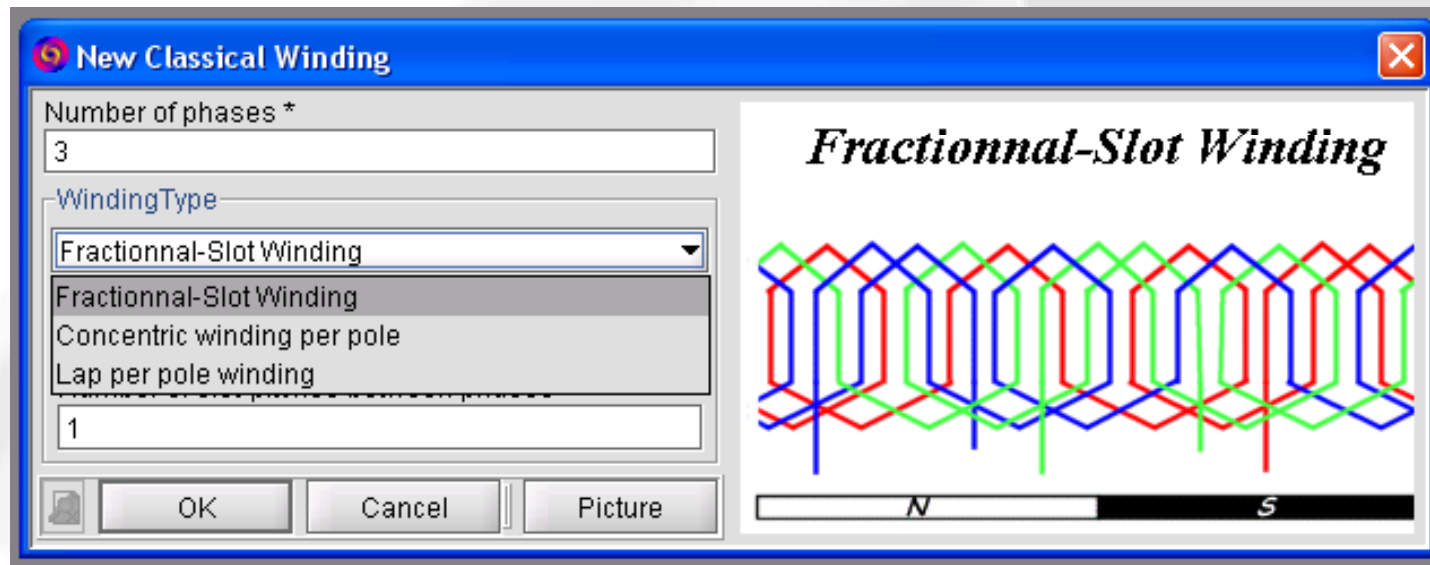 New Classical Winding
Number of phases *
3
WindingType
Fractionnal-Slot Winding
Fractionnal-Slot Winding
Concentric winding per pole
Lap per pole winding
1
OK
Cancel
Picture
Fractionnal-Slot Winding
N
S